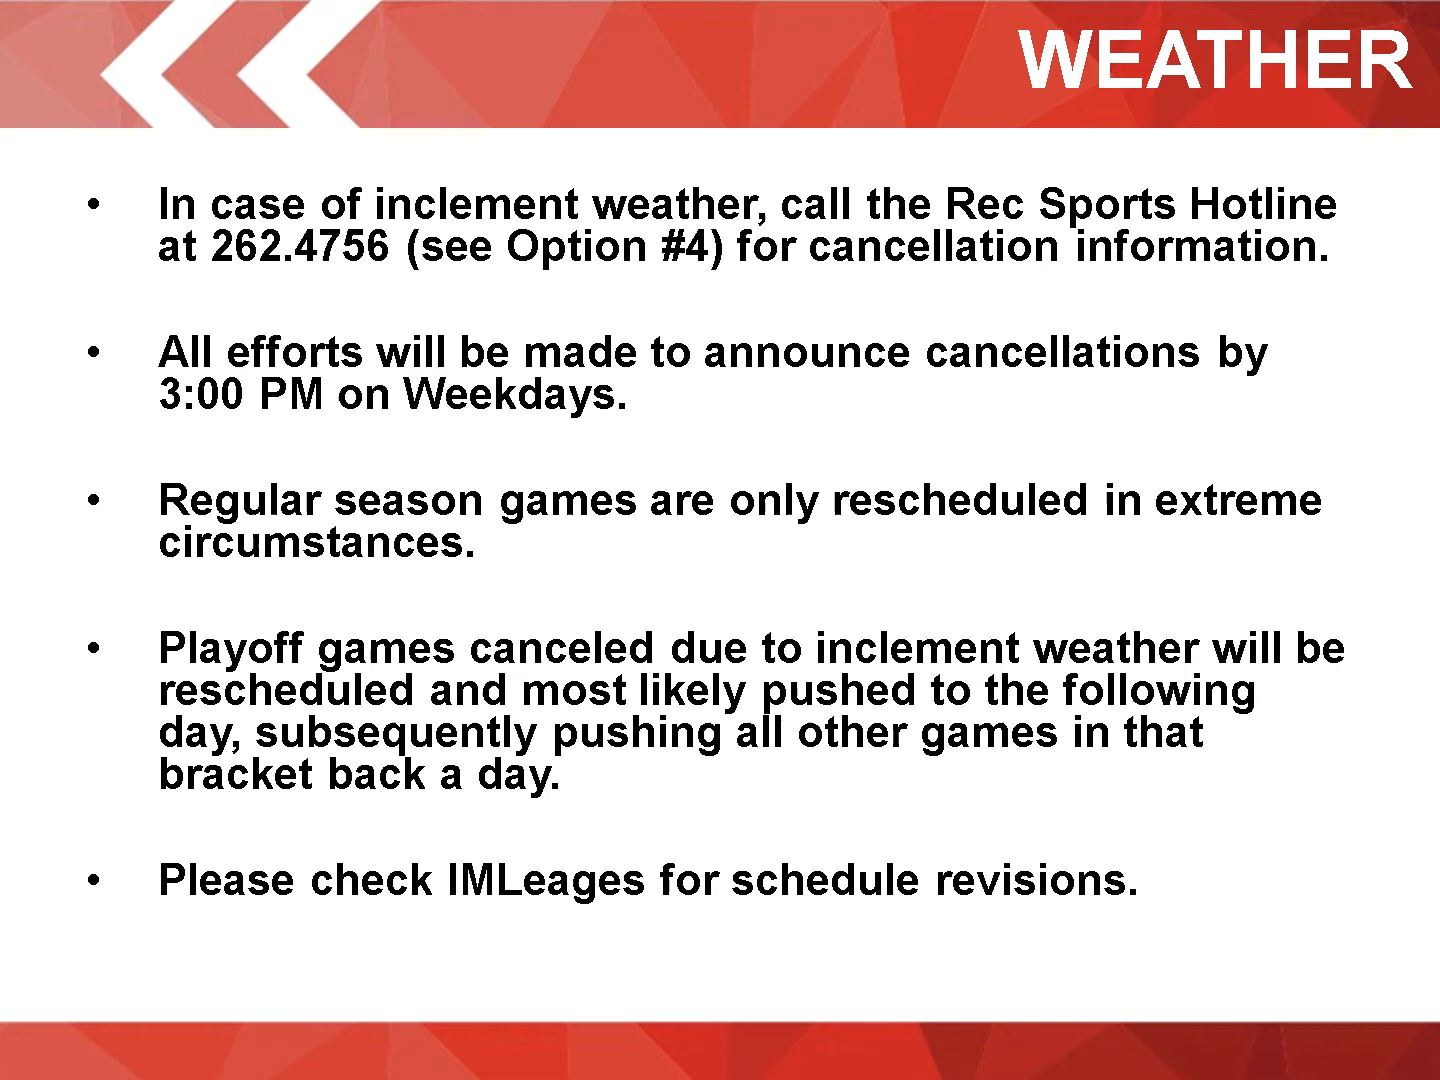 WEATHER
• In case of inclement weather, call the Rec Sports Hotline
at 262.4756 (see Option #4) for cancellation information.
• All efforts will be made to announce cancellations by
3:00 PM on Weekdays.
• Regular season games are only rescheduled in extreme
circumstances.
• Playoff games canceled due to inclement weather will be
rescheduled and most likely pushed to the following
day, subsequently pushing all other games in that
bracket back a day.
• Please check IMLeages for schedule revisions.